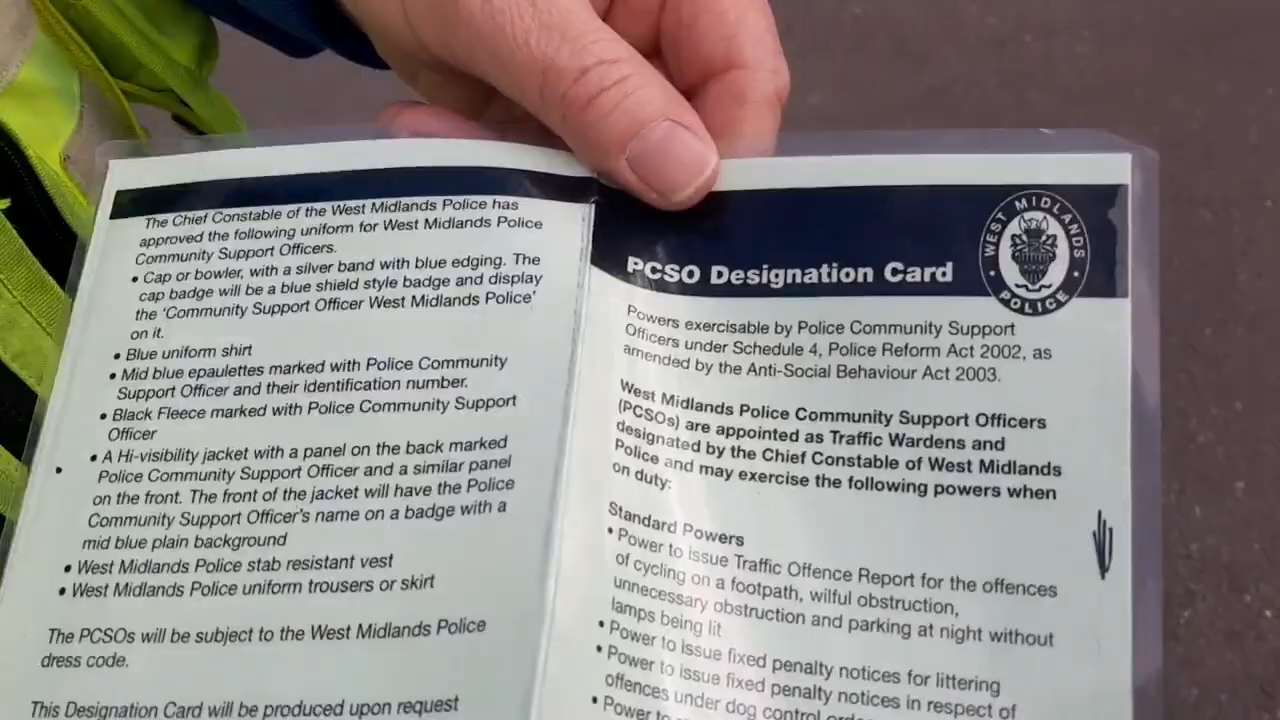 The Chief Constable of the West Midlands Police has
approved the following uniform for West Midlands Police
Community Support Officers.
• Cap or bowler, with a silver band with blue edging. The
cap badge will be a blue shield style badge and display
the 'Community Support Officer West Midlands Police'
on it.
• Blue uniform shirt
• Mid blue epaulettes marked with Police Community
Support Officer and their identification number.
• Black Fleece marked with Police Community Support
Officer
• A Hi-visibility jacket with a panel on the back marked
Police Community Support Officer and a similar panel
on the front. The front of the jacket will have the Police
Community Support Officer's name on a badge with a
mid blue plain background
• West Midlands Police stab resistant vest
• West Midlands Police uniform trousers or skirt
The PCSOs will be subject to the West Midlands Police
dress code.
This Designation Card will be produced upon request
PCSO Designation Card
WEST MIDLANDS
POLICE
Powers exercisable by Police Community Support
Officers under Schedule 4, Police Reform Act 2002, as
amended by the Anti-Social Behaviour Act 2003.
West Midlands Police Community Support Officers
(PCSOs) are appointed as Traffic Wardens and
designated by the Chief Constable of West Midlands
Police and may exercise the following powers when
on duty:
Standard Powers
• Power to issue Traffic Offence Report for the offences
of cycling on a footpath, wilful obstruction,
unnecessary obstruction and parking at night without
lamps being lit
• Power to issue fixed penalty notices for littering
• Power to issue fixed penalty notices in respect of
offences under dog control
• Power to